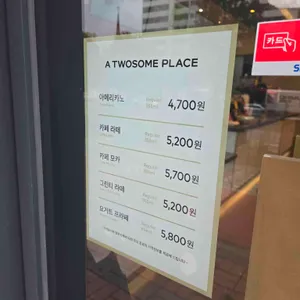 A TWOSOME PLACE
아메리카노 4,700원
카페 라떼 5,200원
카페 모카 5,700원
그린티 라떼 5,200원
요거트 프라페 5,800원
카드